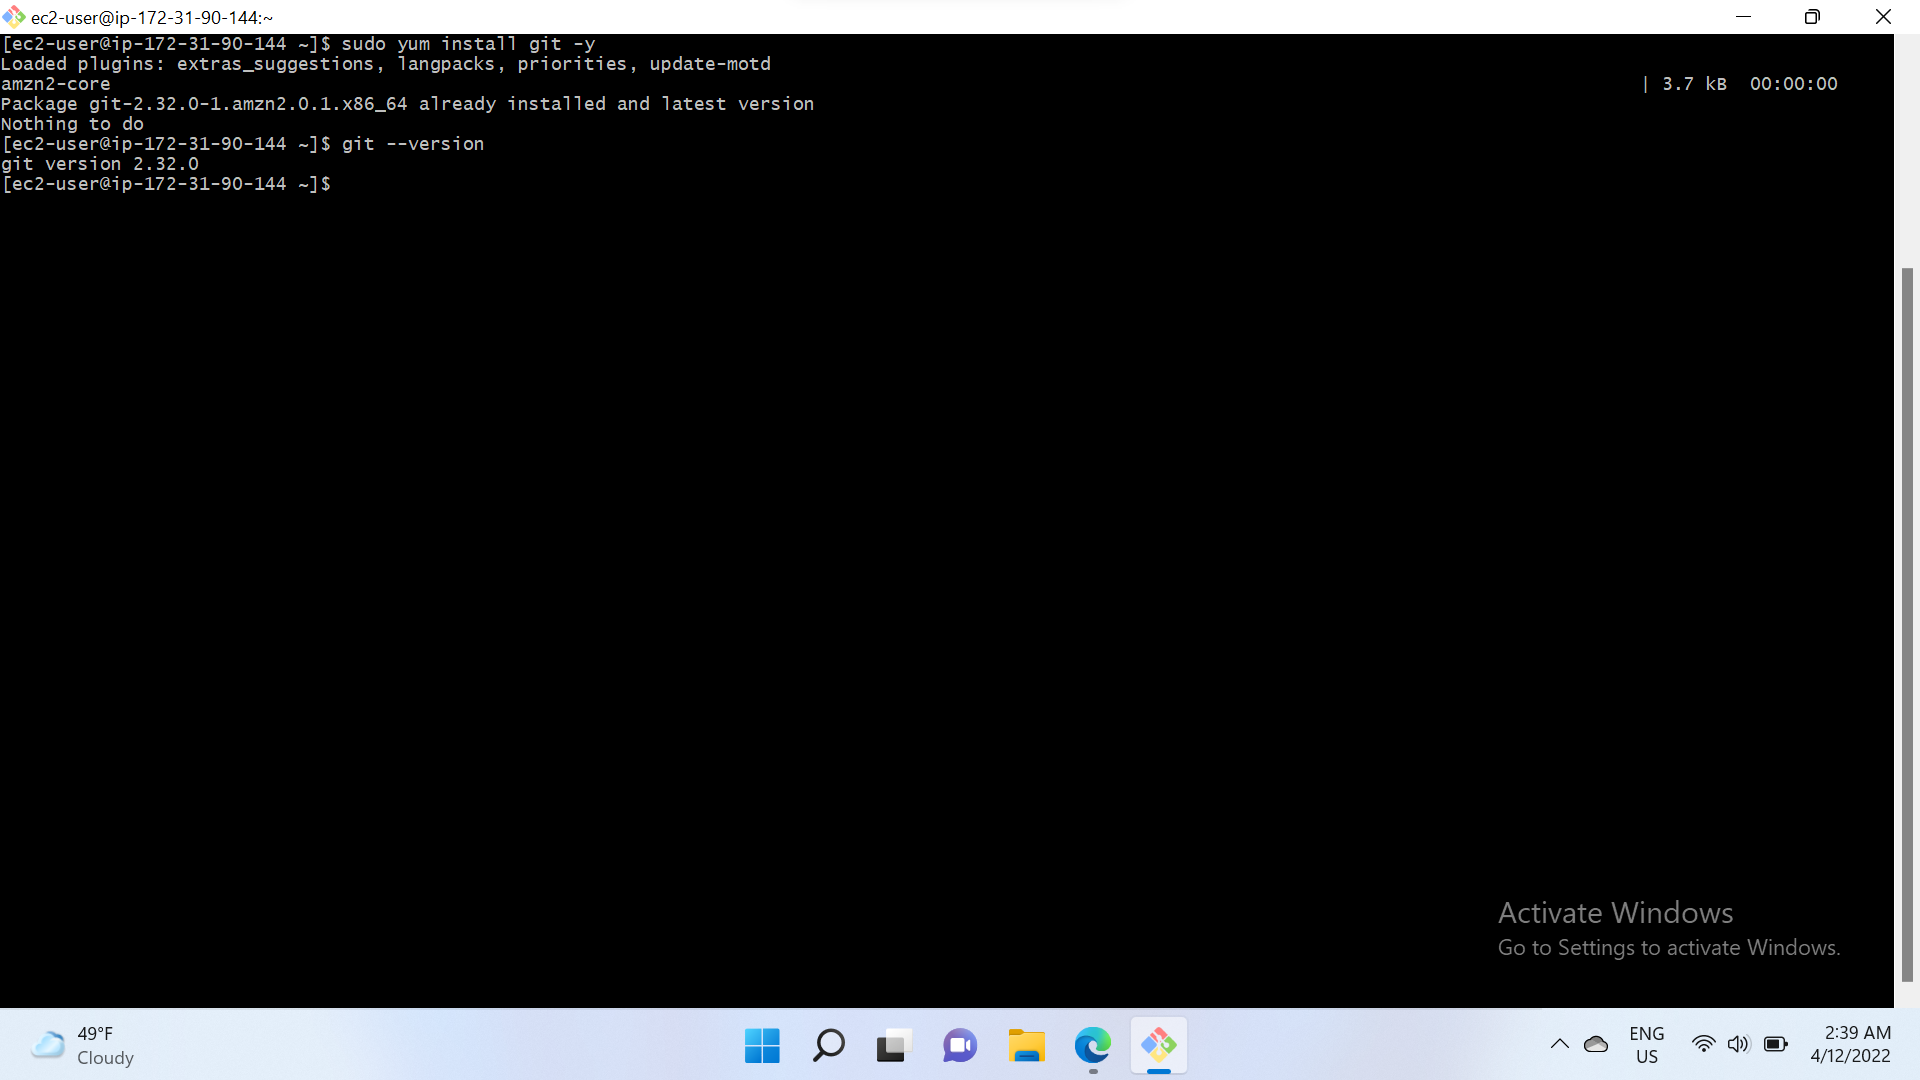 ec2-user@ip-172-31-90-144:~
[ec2-user@ip-172-31-90-144 ~]$ sudo yum install git -y
Loaded plugins: extras_suggestions, langpacks, priorities, update-motd
amzn2-core | 3.7 kB 00:00:00
Package git-2.32.0-1.amzn2.0.1.x86_64 already installed and latest version
Nothing to do
[ec2-user@ip-172-31-90-144 ~]$ git --version
git version 2.32.0
[ec2-user@ip-172-31-90-144 ~]$
Activate Windows
Go to Settings to activate Windows.
49°F
Cloudy
ENG
US
2:39 AM
4/12/2022